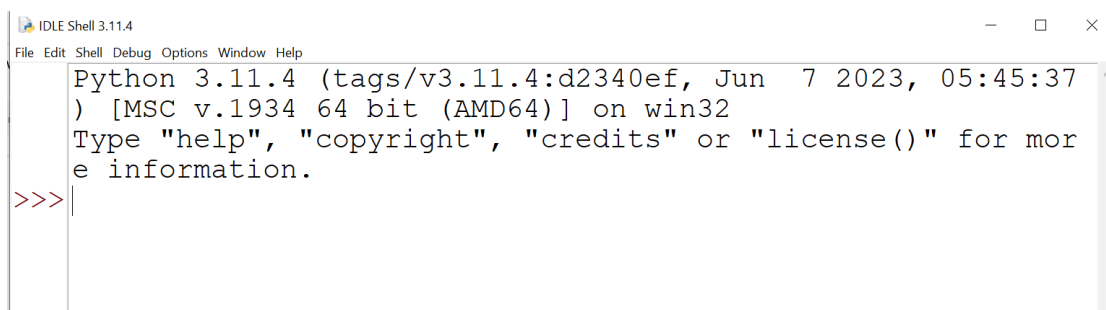 IDLE Shell 3.11.4
File Edit Shell Debug Options Window Help
Python 3.11.4 (tags/v3.11.4:d2340ef, Jun  7 2023, 05:45:37
) [MSC v.1934 64 bit (AMD64)] on win32
Type "help", "copyright", "credits" or "license()" for mor
e information.
>>>